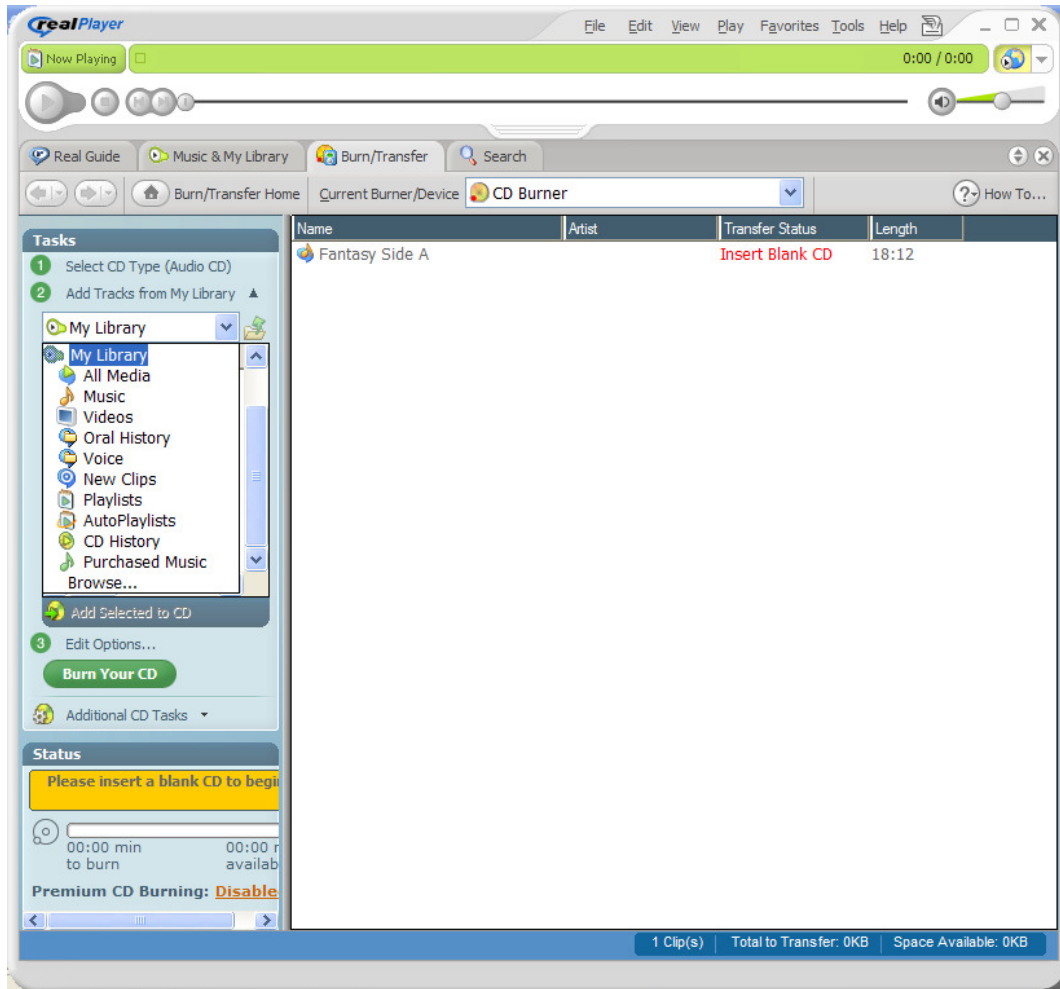 realPlayer File Edit View Play Favorites Tools Help
Now Playing 0:00 / 0:00
Real Guide Music & My Library Burn/Transfer Search
Burn/Transfer Home Current Burner/Device CD Burner How To...
Tasks
1 Select CD Type (Audio CD)
2 Add Tracks from My Library
My Library
My Library
All Media
Music
Videos
Oral History
Voice
New Clips
Playlists
AutoPlaylists
CD History
Purchased Music
Browse...
Add Selected to CD
3 Edit Options...
Burn Your CD
Additional CD Tasks
Status
Please insert a blank CD to begi
00:00 min 00:00 r
to burn availab
Premium CD Burning: Disable
Name Artist Transfer Status Length
Fantasy Side A Insert Blank CD 18:12
1 Clip(s) Total to Transfer: 0KB Space Available: 0KB